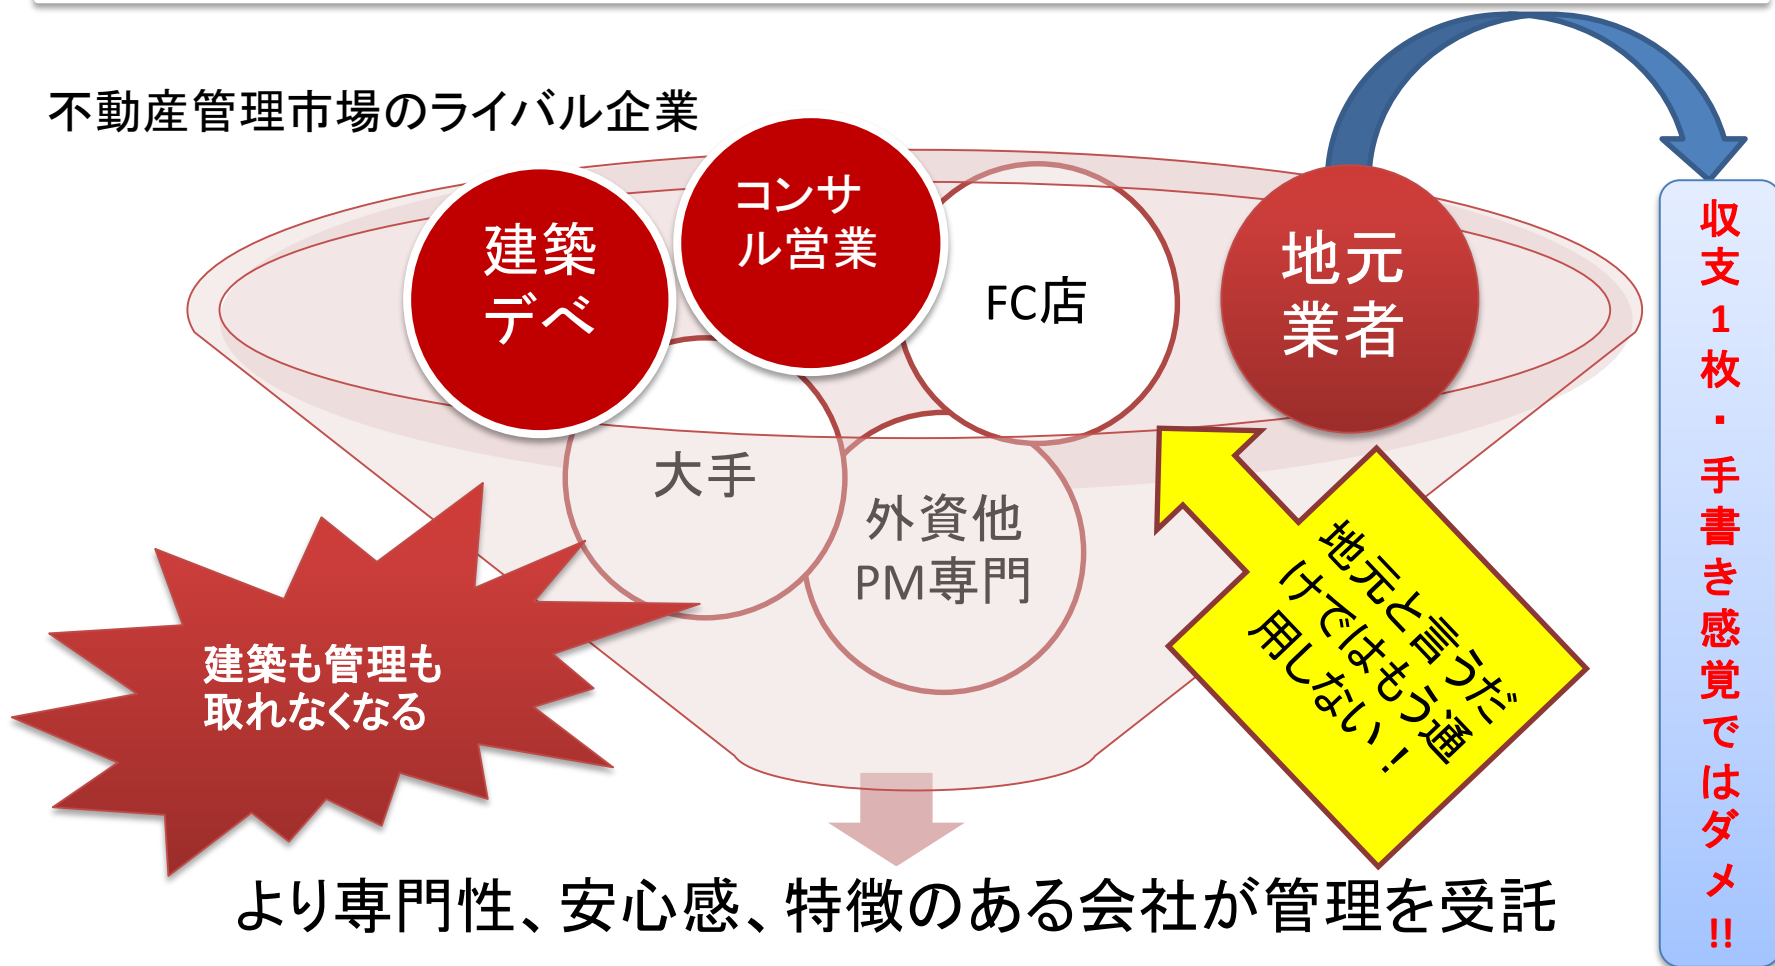 不動産管理市場のライバル企業
建築
デベ
コンサ
ル営業
FC店
地元
業者
大手
外資他
PM専門
建築も管理も
取れなくなる
地元と言うだ
けではもう通
用しない！
収支1枚・手書き感覚ではダメ!!
より専門性、安心感、特徴のある会社が管理を受託